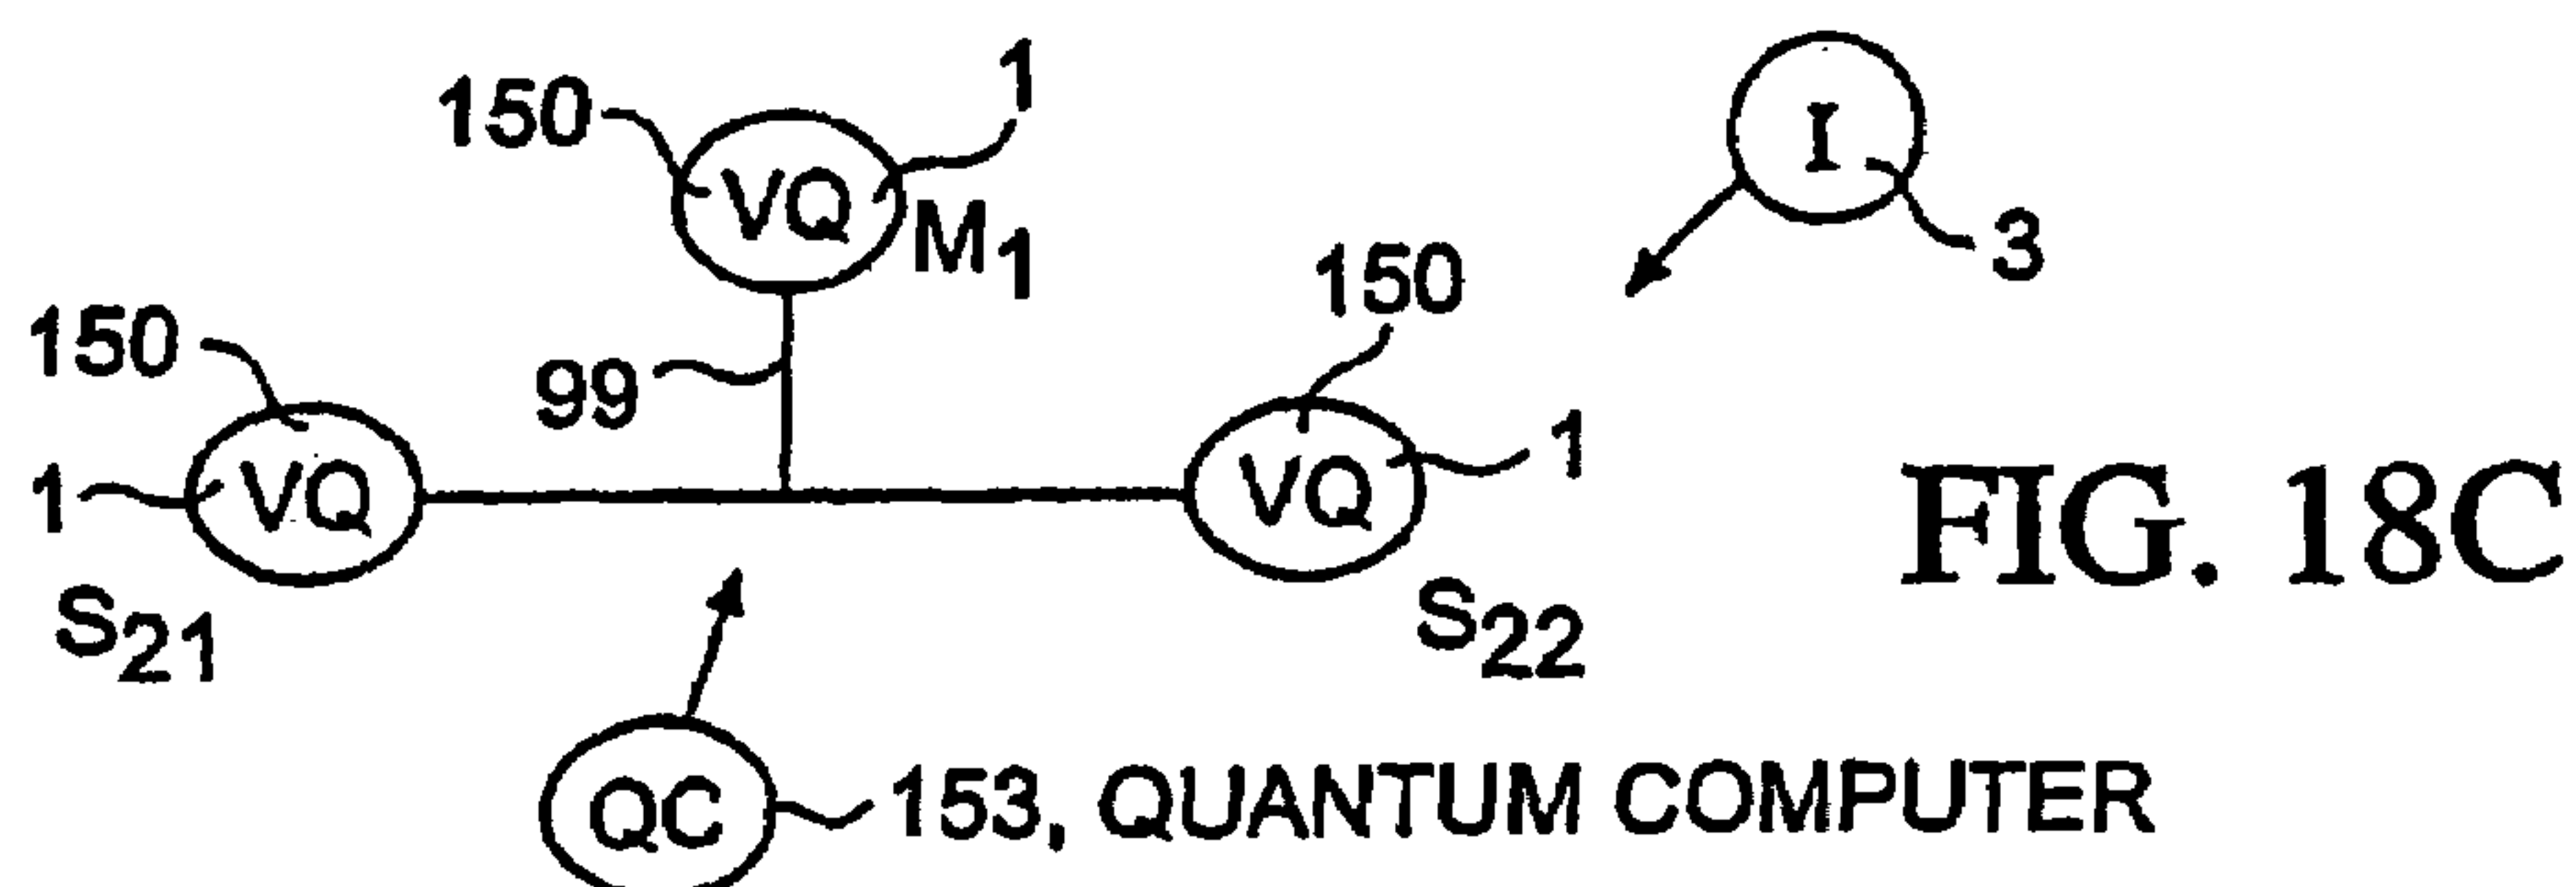 150
1
VQ
M1
I
3
150
150
99
1
VQ
VQ
1
S21
S22
FIG. 18C
QC
153, QUANTUM COMPUTER